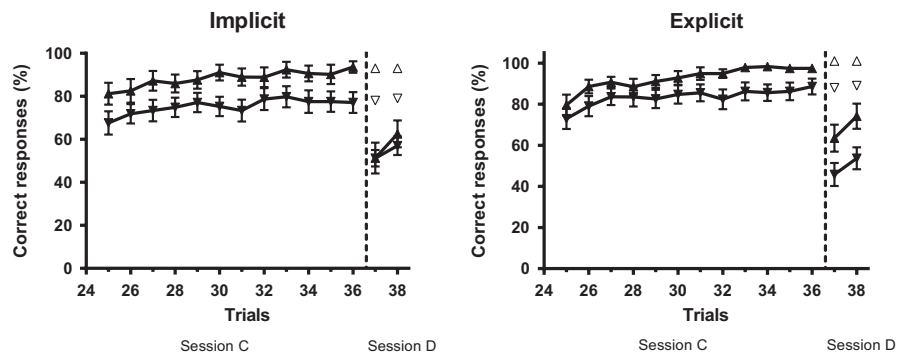 Implicit
Correct responses (%)
100
80
60
40
20
0
24 26 28 30 32 34 36 38
Trials
Session C Session D
Explicit
Correct responses (%)
100
80
60
40
20
0
24 26 28 30 32 34 36 38
Trials
Session C Session D